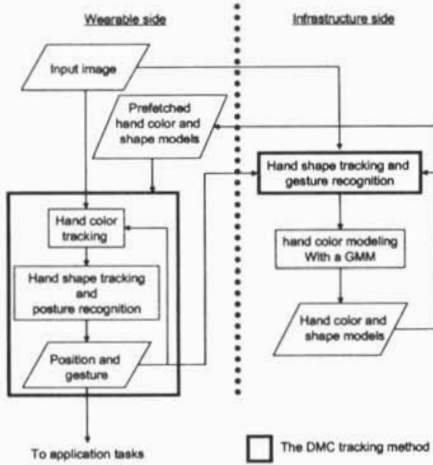 Wearable side
Infrastructure side
Input image
Prefetched
hand color and
shape models
Hand shape tracking and
gesture recognition
Hand color
tracking
hand color modeling
With a GMM
Hand shape tracking
and
posture recognition
Hand color and
shape models
Position and
gesture
To application tasks
The DMC tracking method